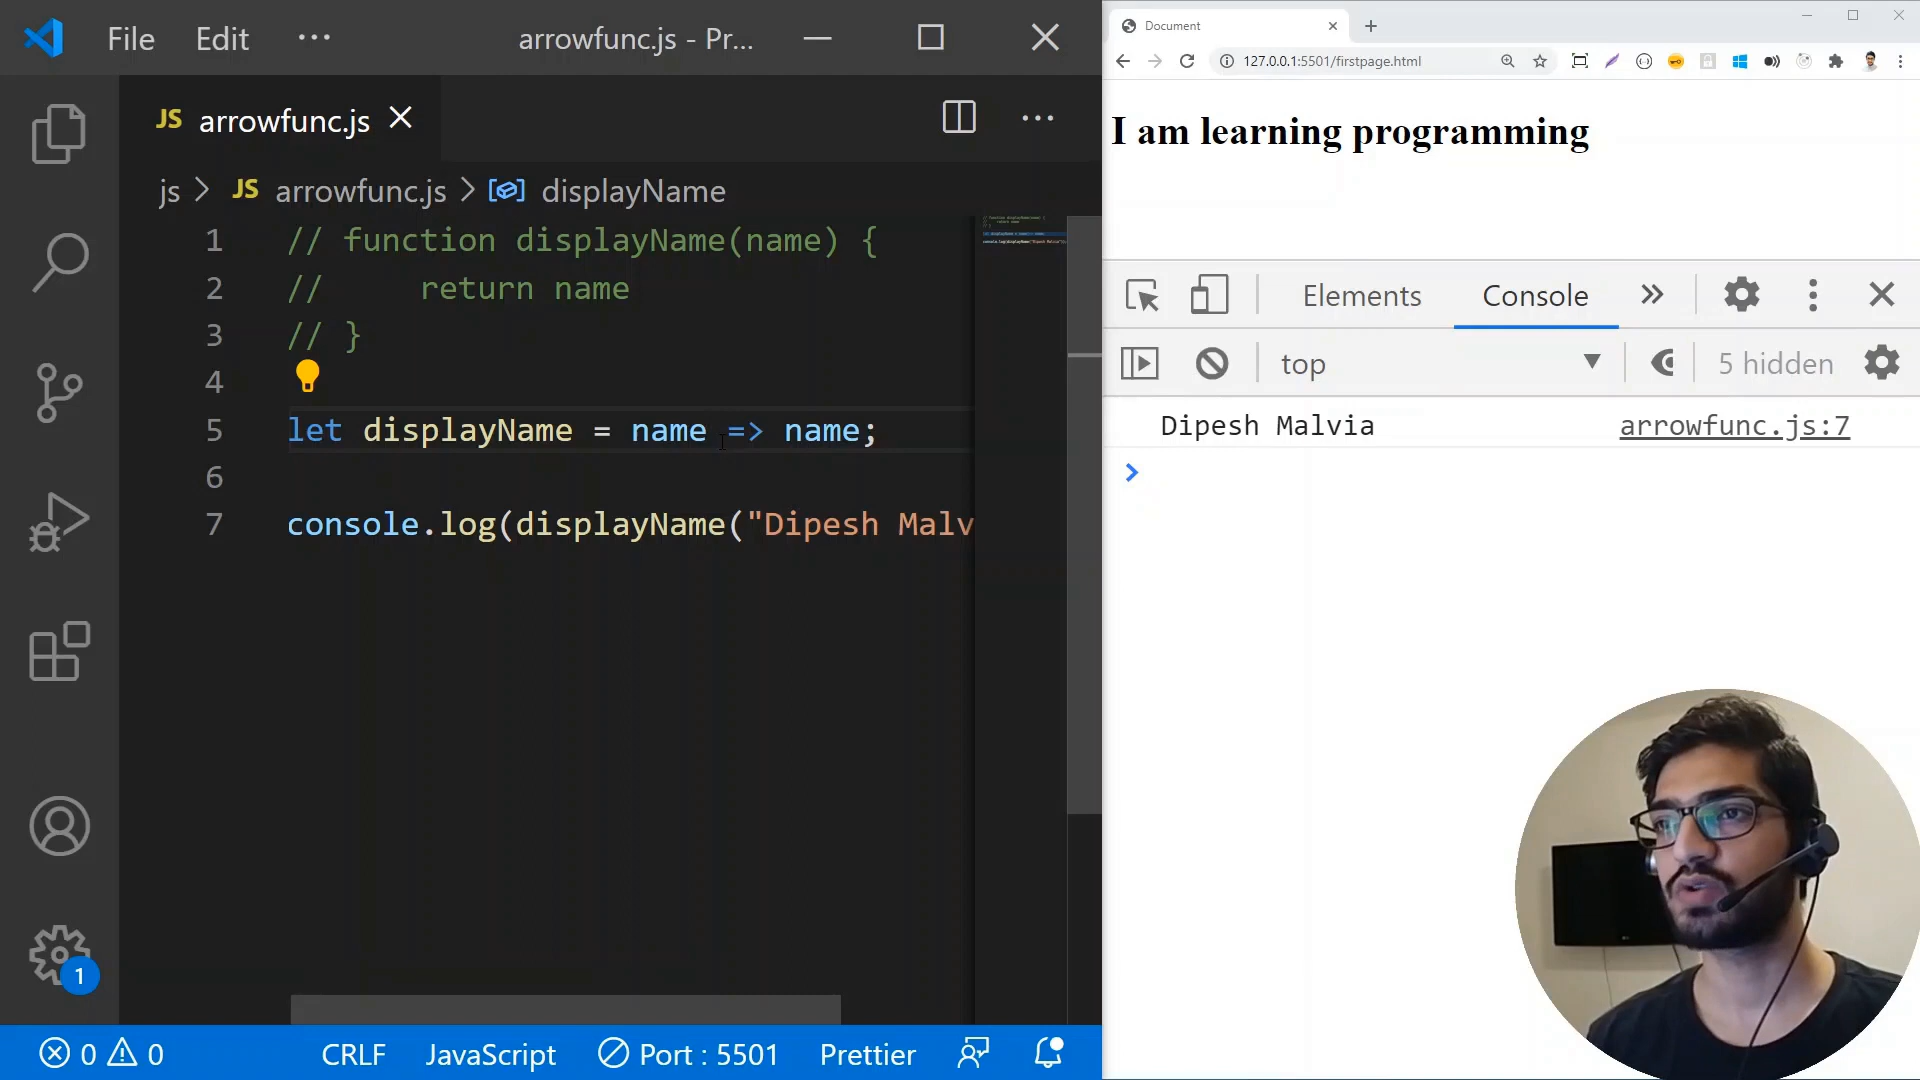 File Edit ··· arrowfunc.js - Pr...
JS arrowfunc.js
js > JS arrowfunc.js > displayName
1 // function displayName(name) {
2 //     return name
3 // }
4
5 let displayName = name => name;
6
7 console.log(displayName("Dipesh Malv
0 0 CRLF JavaScript Port : 5501 Prettier
1
Document
127.0.0.1:5501/firstpage.html
I am learning programming
Elements Console
top 5 hidden
Dipesh Malvia arrowfunc.js:7